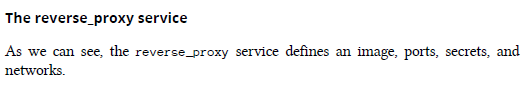 The reverse_proxy service
As we can see, the reverse_proxy service defines an image, ports, secrets, and
networks.